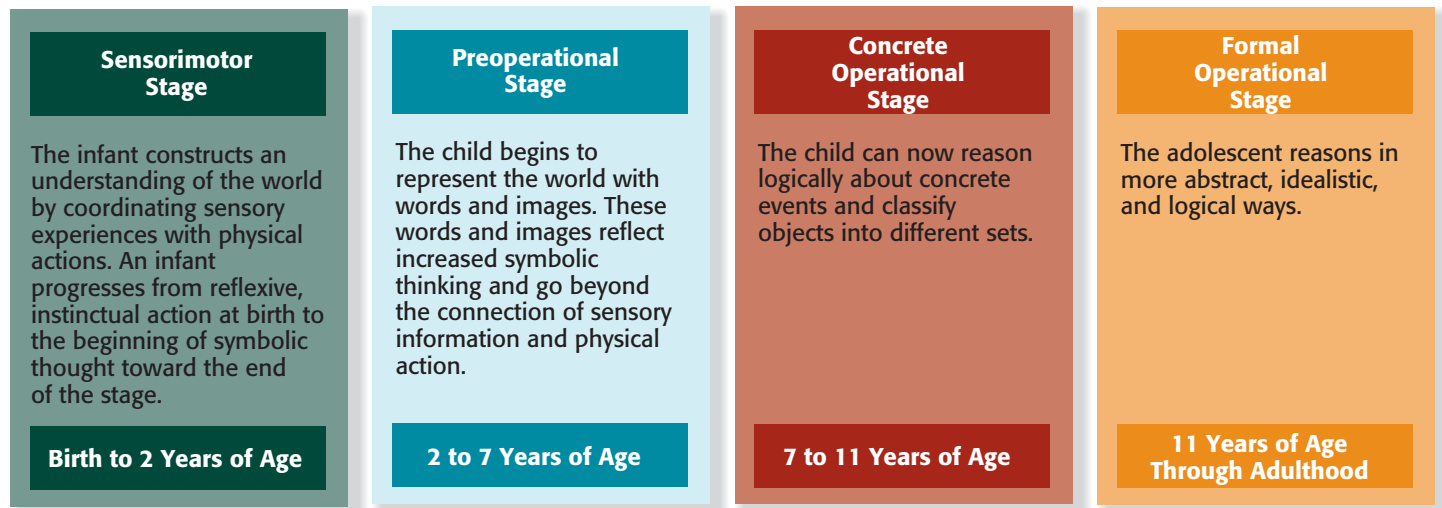 Sensorimotor
Stage
The infant constructs an
understanding of the world
by coordinating sensory
experiences with physical
actions. An infant
progresses from reflexive,
instinctual action at birth to
the beginning of symbolic
thought toward the end
of the stage.
Birth to 2 Years of Age
Preoperational
Stage
The child begins to
represent the world with
words and images. These
words and images reflect
increased symbolic
thinking and go beyond
the connection of sensory
information and physical
action.
2 to 7 Years of Age
Concrete
Operational
Stage
The child can now reason
logically about concrete
events and classify
objects into different sets.
7 to 11 Years of Age
Formal
Operational
Stage
The adolescent reasons in
more abstract, idealistic,
and logical ways.
11 Years of Age
Through Adulthood